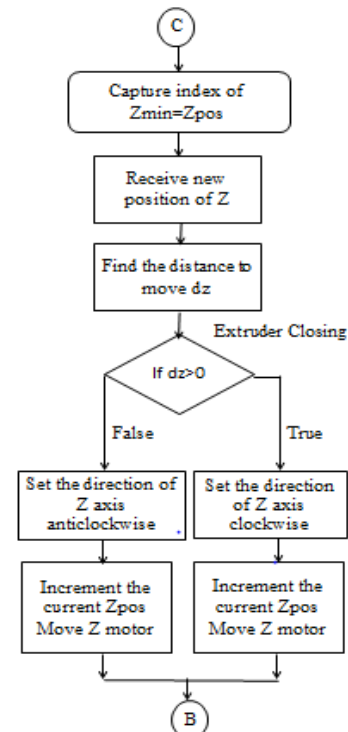 C
Capture index of
Zmin=Zpos
Receive new
position of Z
Find the distance to
move dz
Extruder Closing
If dz>0
False
True
Set the direction of
Z axis
anticlockwise
Set the direction
of Z axis
clockwise
Increment the
current Zpos
Move Z motor
Increment the
current Zpos
Move Z motor
B